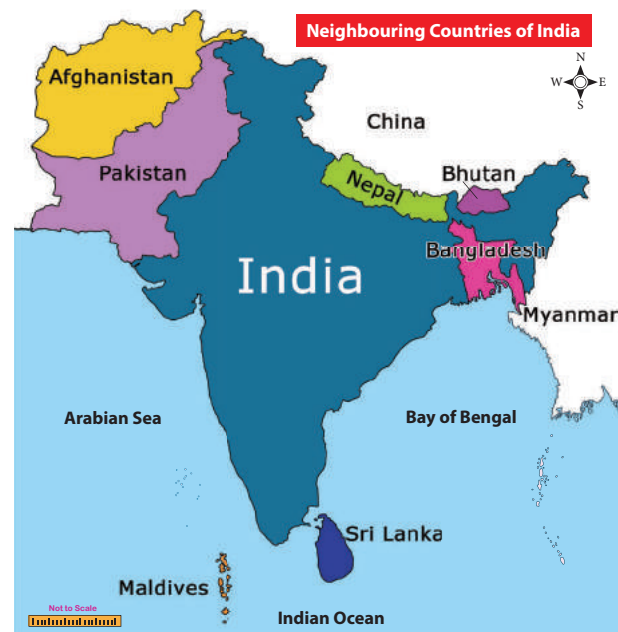 Neighbouring Countries of India
N
W E
S
Afghanistan
China
Pakistan
Nepal
Bhutan
Bangladesh
India
Myanmar
Arabian Sea
Bay of Bengal
Sri Lanka
Maldives
Not to Scale
Indian Ocean